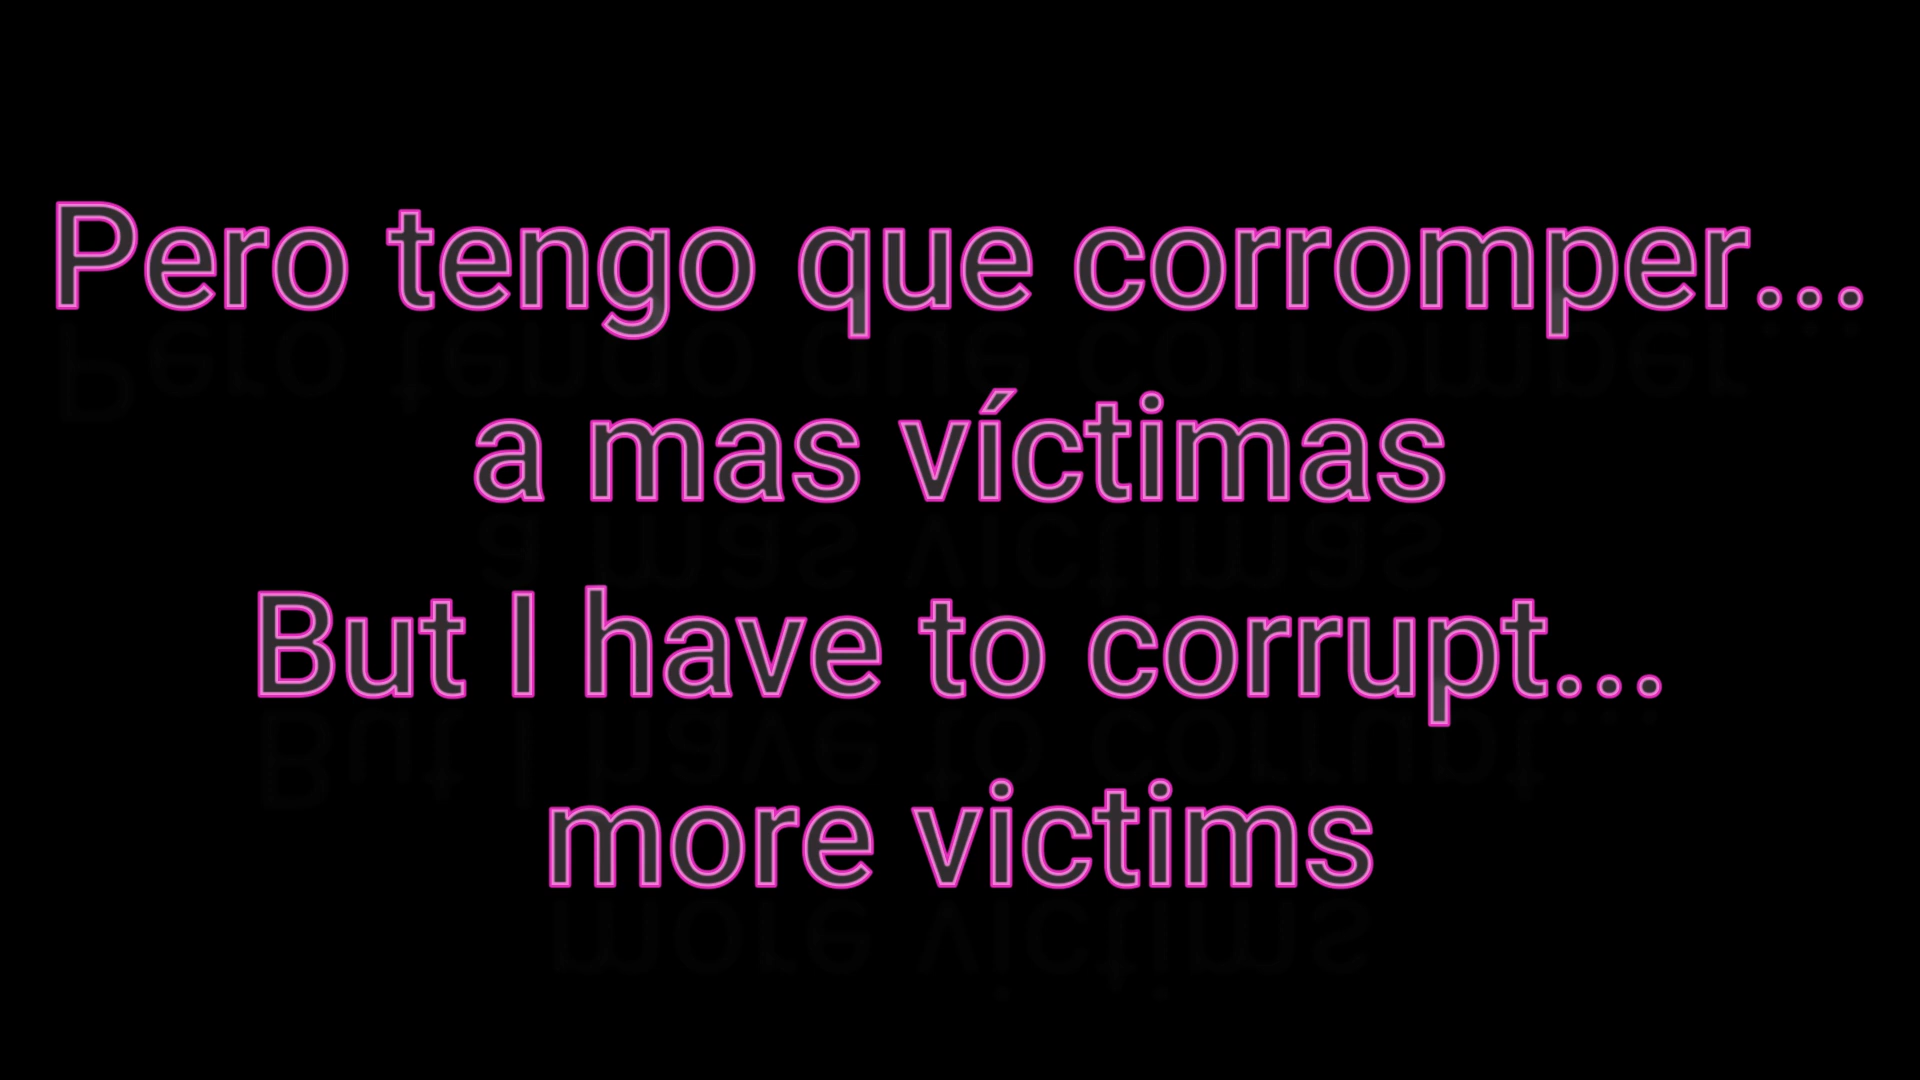 Pero tengo que corromper...
a mas víctimas
But I have to corrupt...
more victims